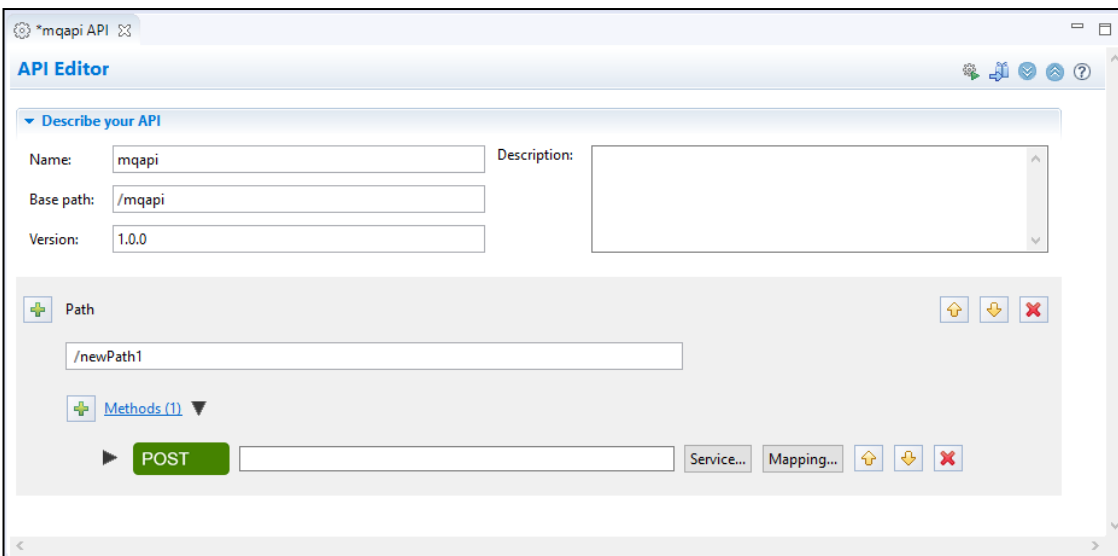 *mqapi API
API Editor
Describe your API
Name: mqapi Description:
Base path: /mqapi
Version: 1.0.0
Path
/newPath1
Methods (1)
POST Service... Mapping...